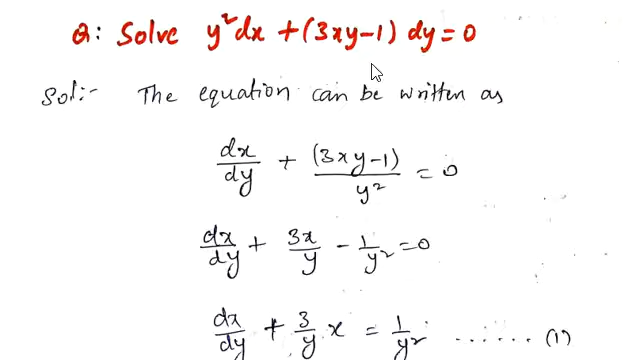 Q: Solve y²dx + (3xy-1) dy = 0
Sol:- The equation can be written as
dx/dy + (3xy-1)/y² = 0
dx/dy + 3x/y - 1/y² = 0
dx/dy + 3/y x = 1/y² ...... (1)